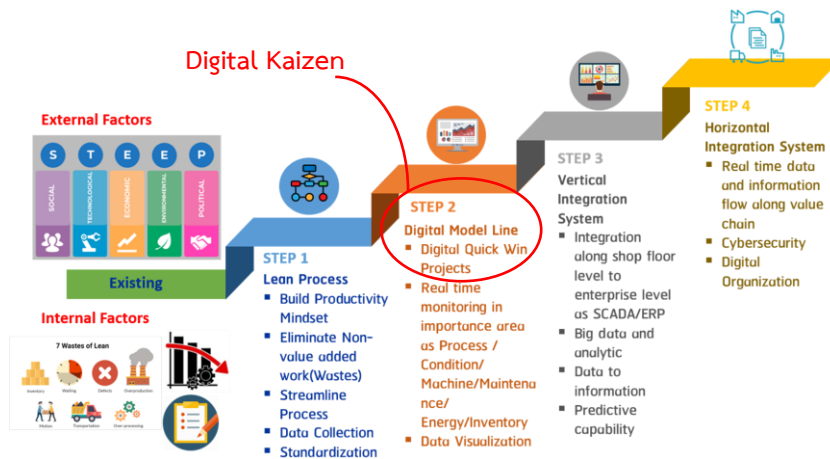 Digital Kaizen
External Factors
S T E E P
SOCIAL
TECHNOLOGICAL
ECONOMIC
ENVIRONMENTAL
POLITICAL
Existing
Internal Factors
7 Wastes of Lean
Inventory
Waiting
Defects
Overproduction
Motion
Transportation
Over-processing
STEP 1
Lean Process
▪ Build Productivity
Mindset
▪ Eliminate Non-
value added
work(Wastes)
▪ Streamline
Process
▪ Data Collection
▪ Standardization
STEP 2
Digital Model Line
▪ Digital Quick Win
Projects
▪ Real time
monitoring in
importance area
as Process /
Condition/
Machine/Maintena
nce/
Energy/Inventory
▪ Data Visualization
STEP 3
Vertical
Integration
System
▪ Integration
along shop floor
level to
enterprise level
as SCADA/ERP
▪ Big data and
analytic
▪ Data to
information
▪ Predictive
capability
STEP 4
Horizontal
Integration System
▪ Real time data
and information
flow along value
chain
▪ Cybersecurity
▪ Digital
Organization